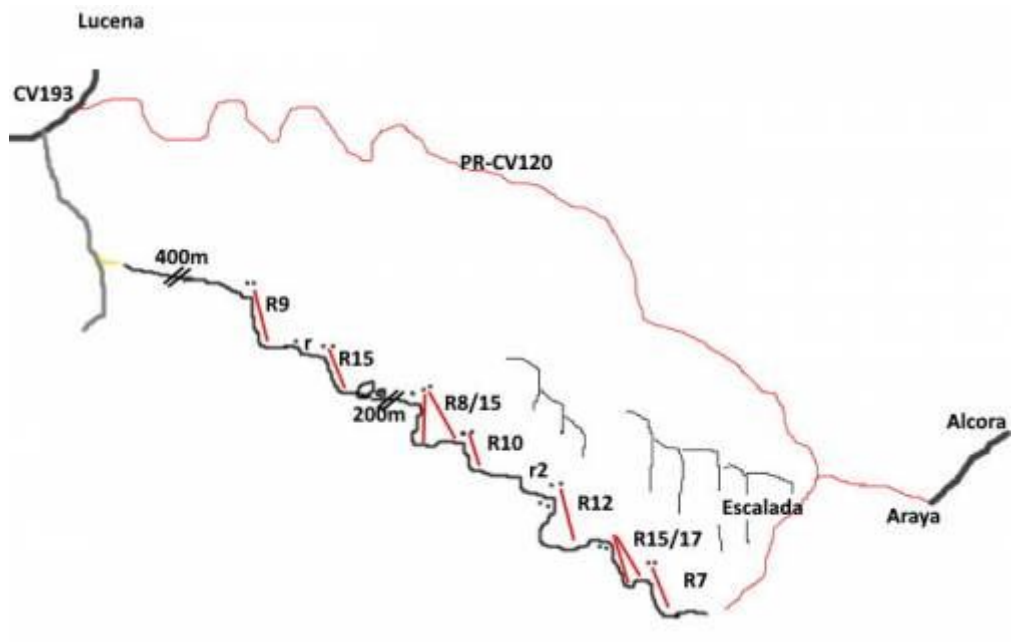 Lucena
CV193
PR-CV120
400m
R9
r
R15
200m
R8/15
R10
r2
R12
Escalada
Alcora
Araya
R15/17
R7